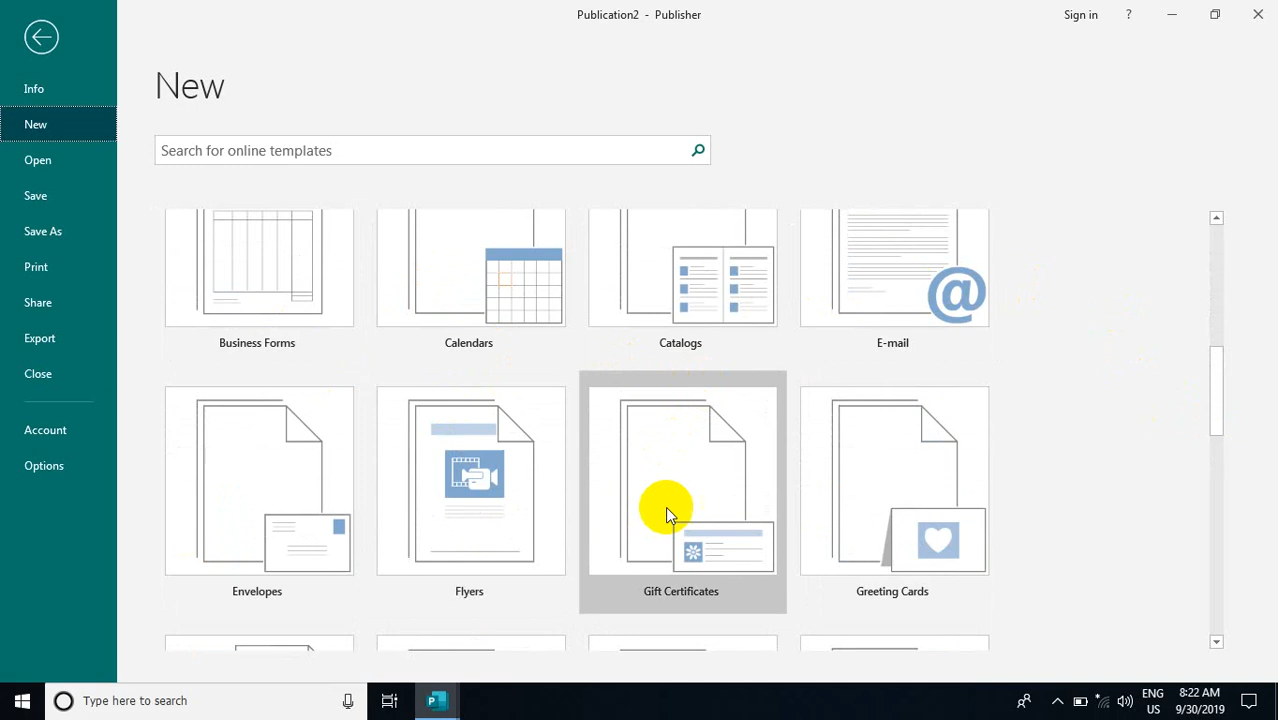 Publication2 - Publisher
Sign in
?
Info
New
Open
Save
Save As
Print
Share
Export
Close
Account
Options
New
Search for online templates
Business Forms
Calendars
Catalogs
@
E-mail
Envelopes
Flyers
Gift Certificates
Greeting Cards
Type here to search
P
ENG
US
8:22 AM
9/30/2019